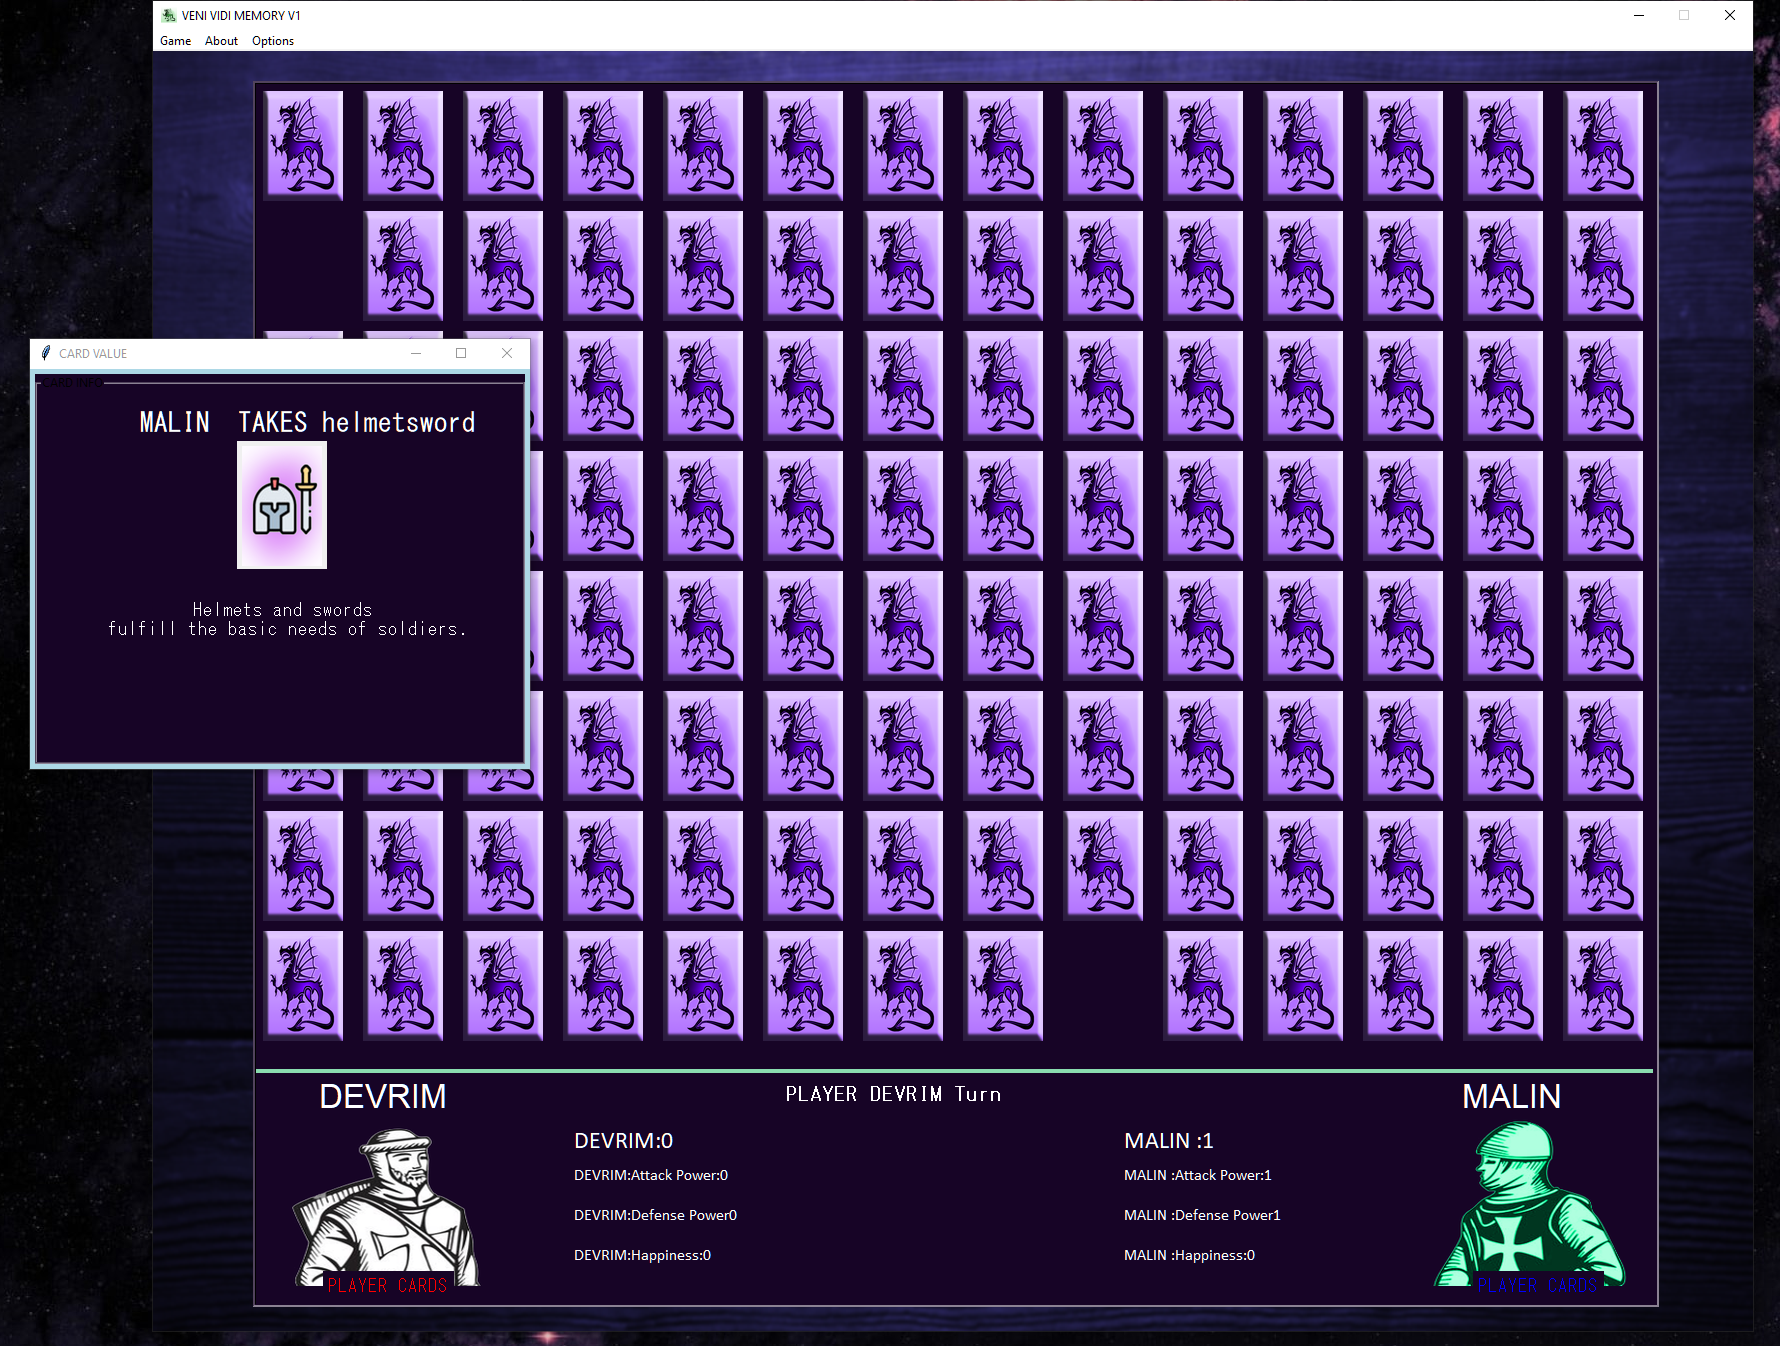 VENI VIDI MEMORY V1
Game About Options
CARD VALUE
CARD INFO
MALIN TAKES helmetsword
Helmets and swords
fulfill the basic needs of soldiers.
DEVRIM
PLAYER DEVRIM Turn
MALIN
DEVRIM:0
MALIN :1
DEVRIM:Attack Power:0
MALIN :Attack Power:1
DEVRIM:Defense Power0
MALIN :Defense Power1
DEVRIM:Happiness:0
MALIN :Happiness:0
PLAYER CARDS
PLAYER CARDS